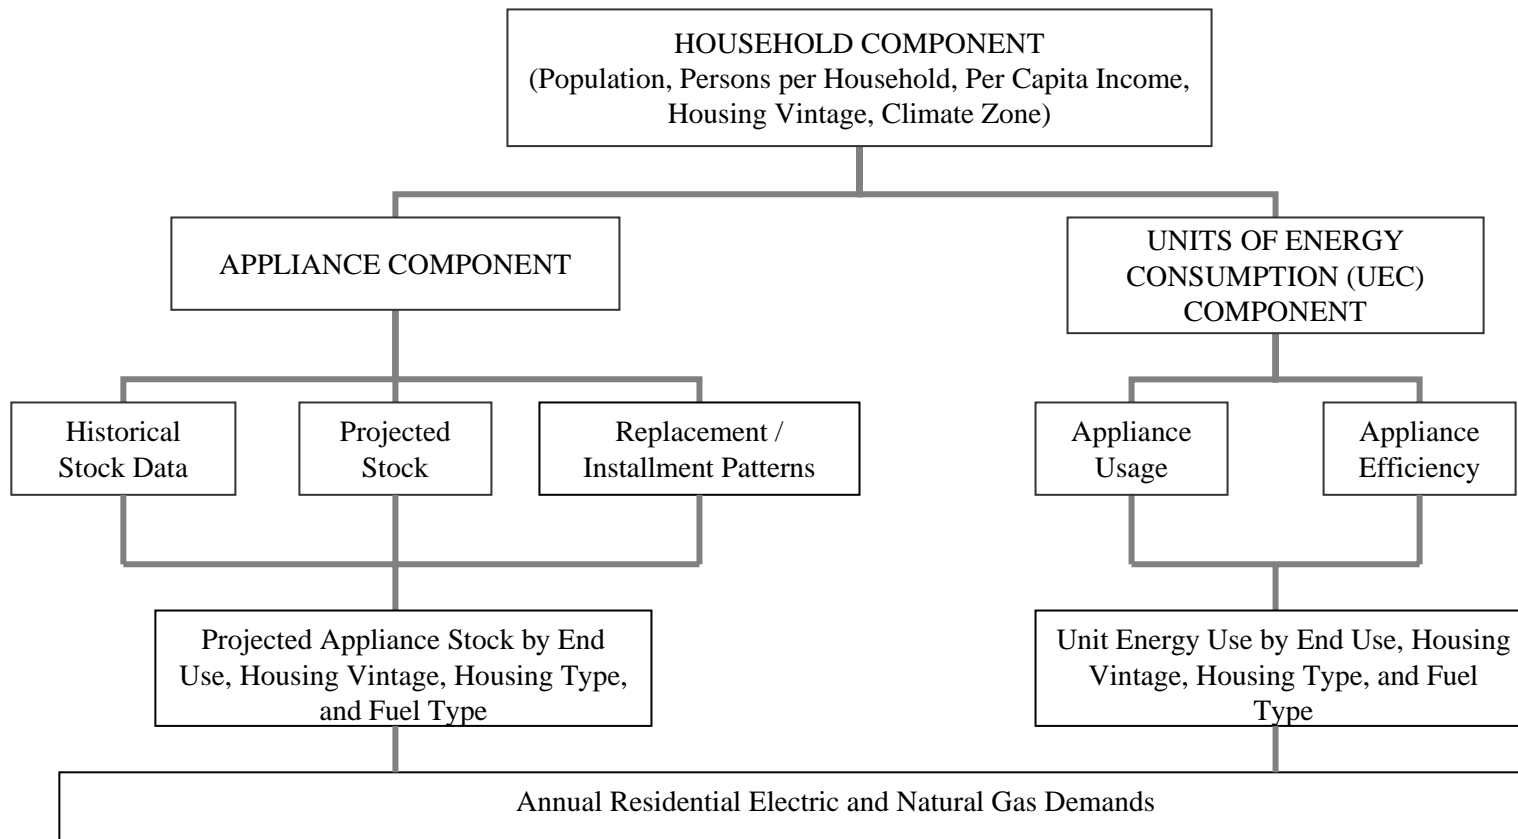 HOUSEHOLD COMPONENT
(Population, Persons per Household, Per Capita Income,
Housing Vintage, Climate Zone)
APPLIANCE COMPONENT
UNITS OF ENERGY
CONSUMPTION (UEC)
COMPONENT
Historical
Stock Data
Projected
Stock
Replacement /
Installment Patterns
Appliance
Usage
Appliance
Efficiency
Projected Appliance Stock by End
Use, Housing Vintage, Housing Type,
and Fuel Type
Unit Energy Use by End Use, Housing
Vintage, Housing Type, and Fuel
Type
Annual Residential Electric and Natural Gas Demands